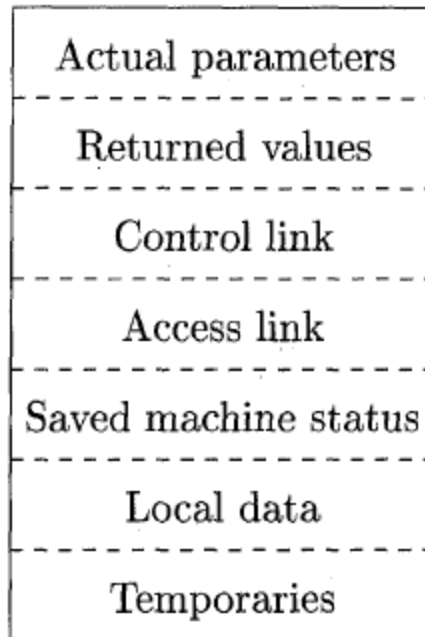 Actual parameters
Returned values
Control link
Access link
Saved machine status
Local data
Temporaries